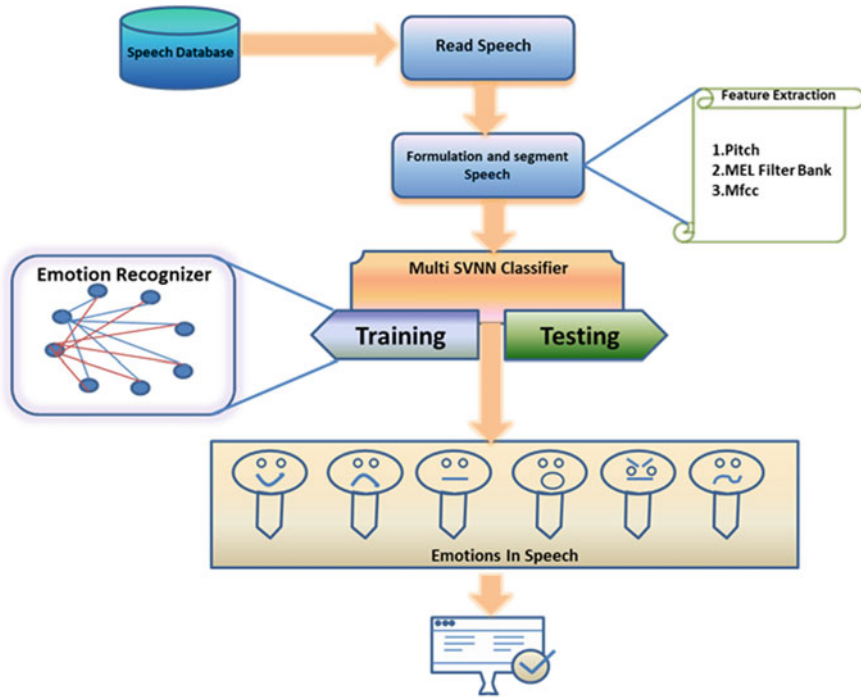 Speech Database
Read Speech
Feature Extraction
1.Pitch
2.MEL Filter Bank
3.Mfcc
Formulation and segment
Speech
Multi SVNN Classifier
Emotion Recognizer
Training
Testing
Emotions In Speech